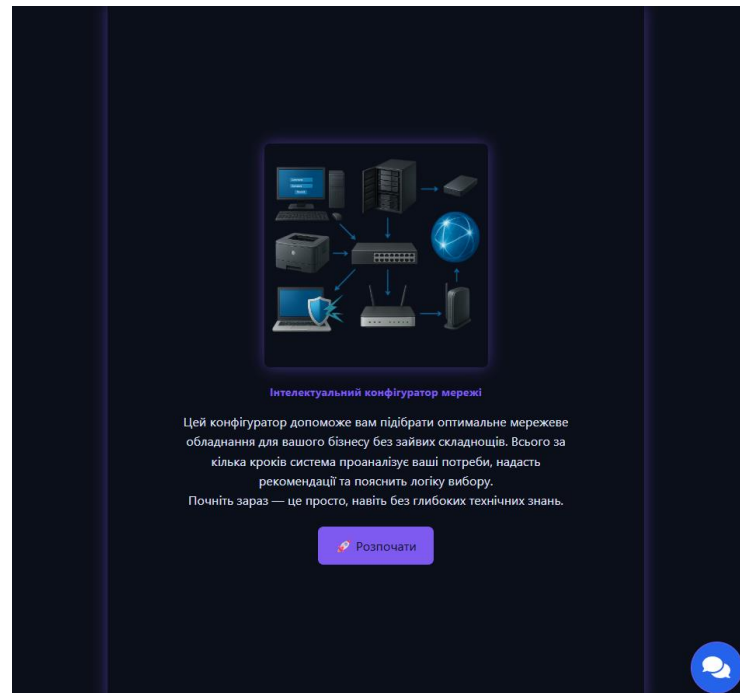 Інтелектуальний конфігуратор мережі
Цей конфігуратор допоможе вам підібрати оптимальне мережеве
обладнання для вашого бізнесу без зайвих складнощів. Всього за
кілька кроків система проаналізує ваші потреби, надасть
рекомендації та пояснить логіку вибору.
Почніть зараз — це просто, навіть без глибоких технічних знань.
🚀 Розпочати